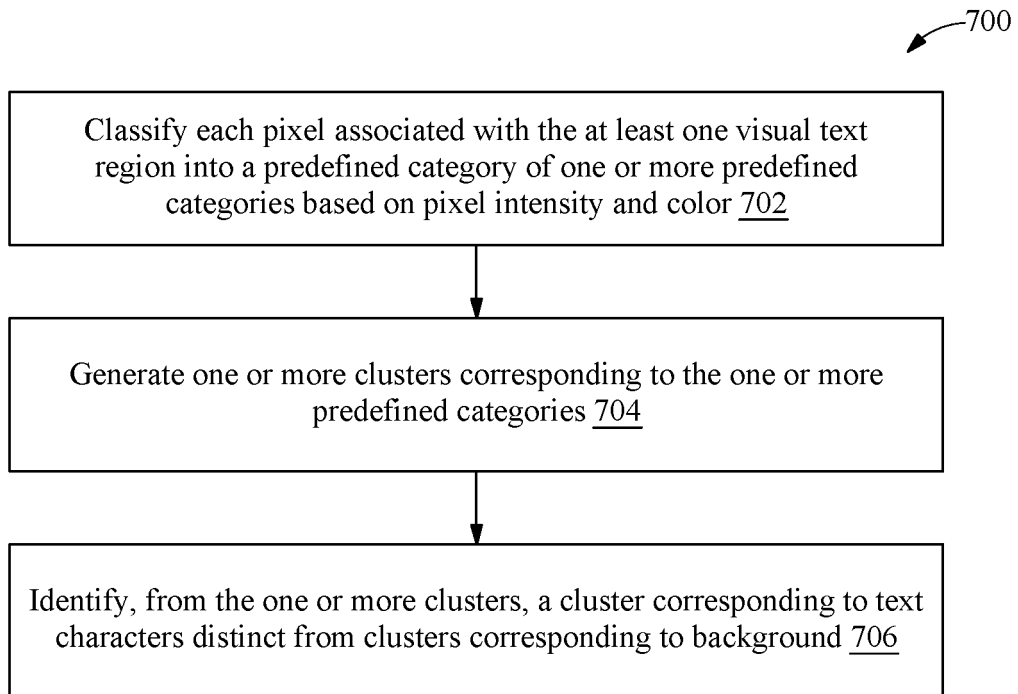 700
Classify each pixel associated with the at least one visual text
region into a predefined category of one or more predefined
categories based on pixel intensity and color 702
Generate one or more clusters corresponding to the one or more
predefined categories 704
Identify, from the one or more clusters, a cluster corresponding to text
characters distinct from clusters corresponding to background 706